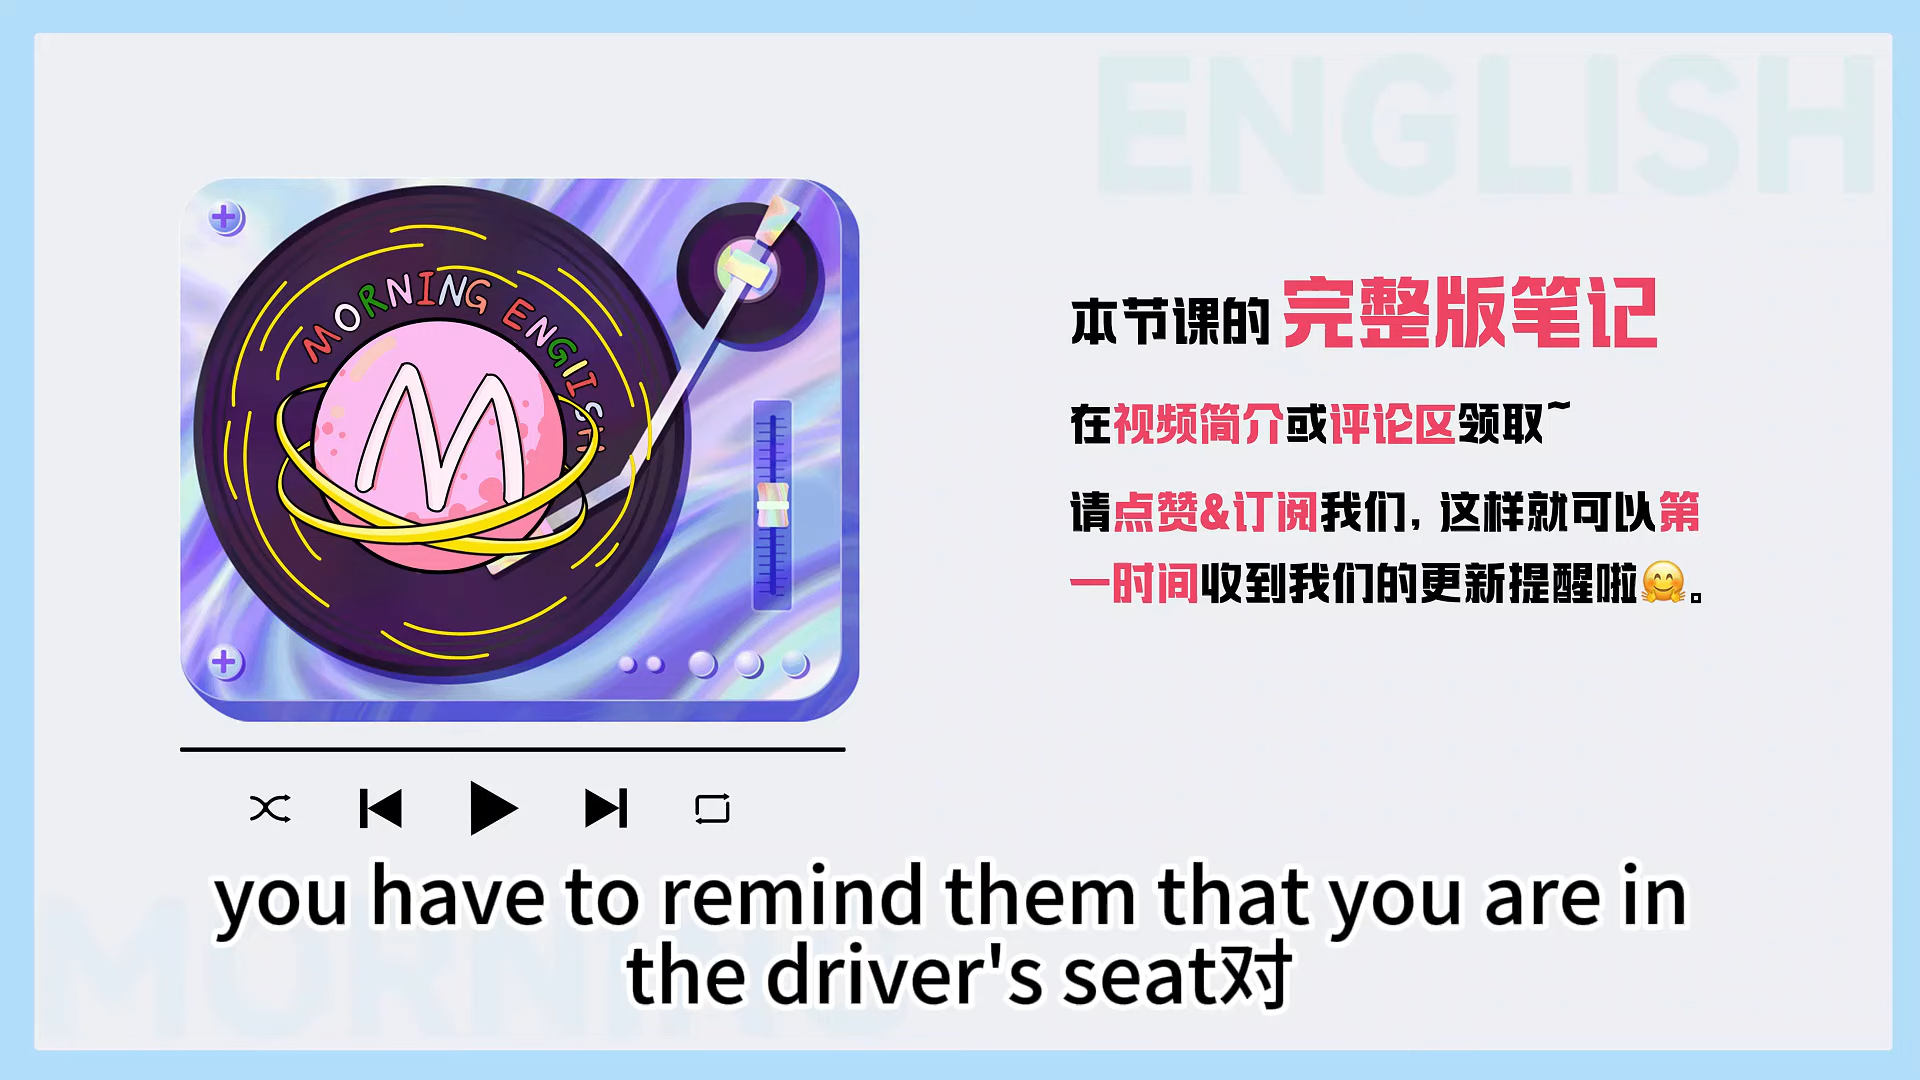 ENGLISH
MORNING ENGlISH
M
本节课的 完整版笔记
在视频简介或评论区领取~
请点赞&订阅我们，这样就可以第
一时间收到我们的更新提醒啦🤗。
MORNING
you have to remind them that you are in
the driver's seat对